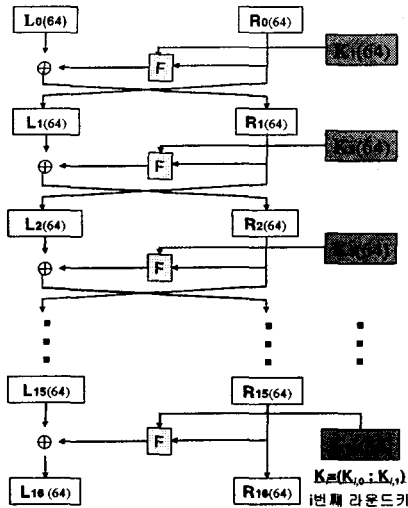 L0(64) R0(64)
K1(64)
⊕ F
L1(64) R1(64)
⊕ F
L2(64) R2(64)
⊕ F
L15(64) R15(64)
⊕ F
Ki=(Ki,0 ; Ki,1)
L16(64) R16(64)
i번째 라운드키